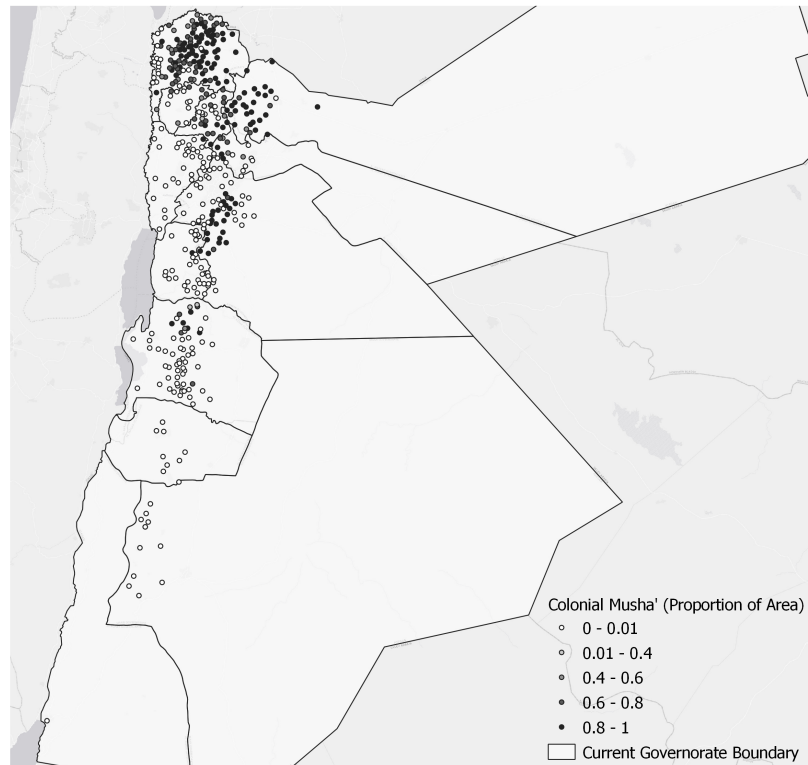 Colonial Musha' (Proportion of Area)
0 - 0.01
0.01 - 0.4
0.4 - 0.6
0.6 - 0.8
0.8 - 1
Current Governorate Boundary